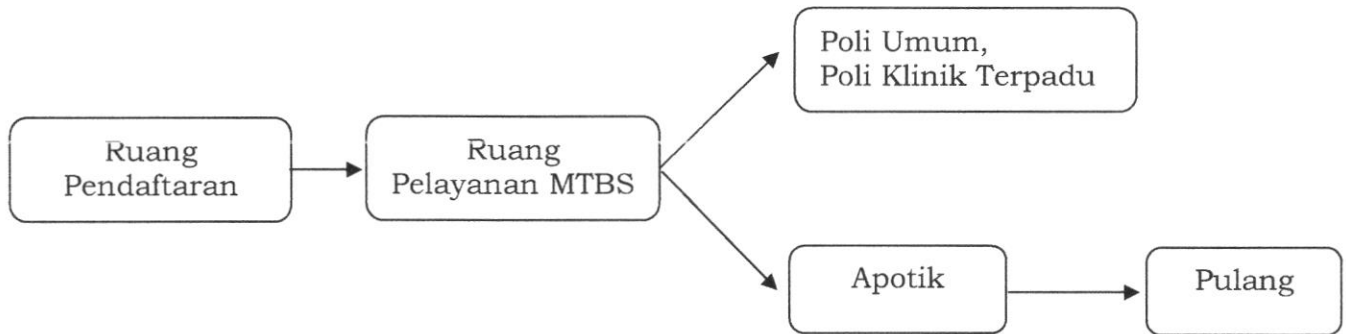 Ruang
Pendaftaran
Ruang
Pelayanan MTBS
Poli Umum,
Poli Klinik Terpadu
Apotik
Pulang